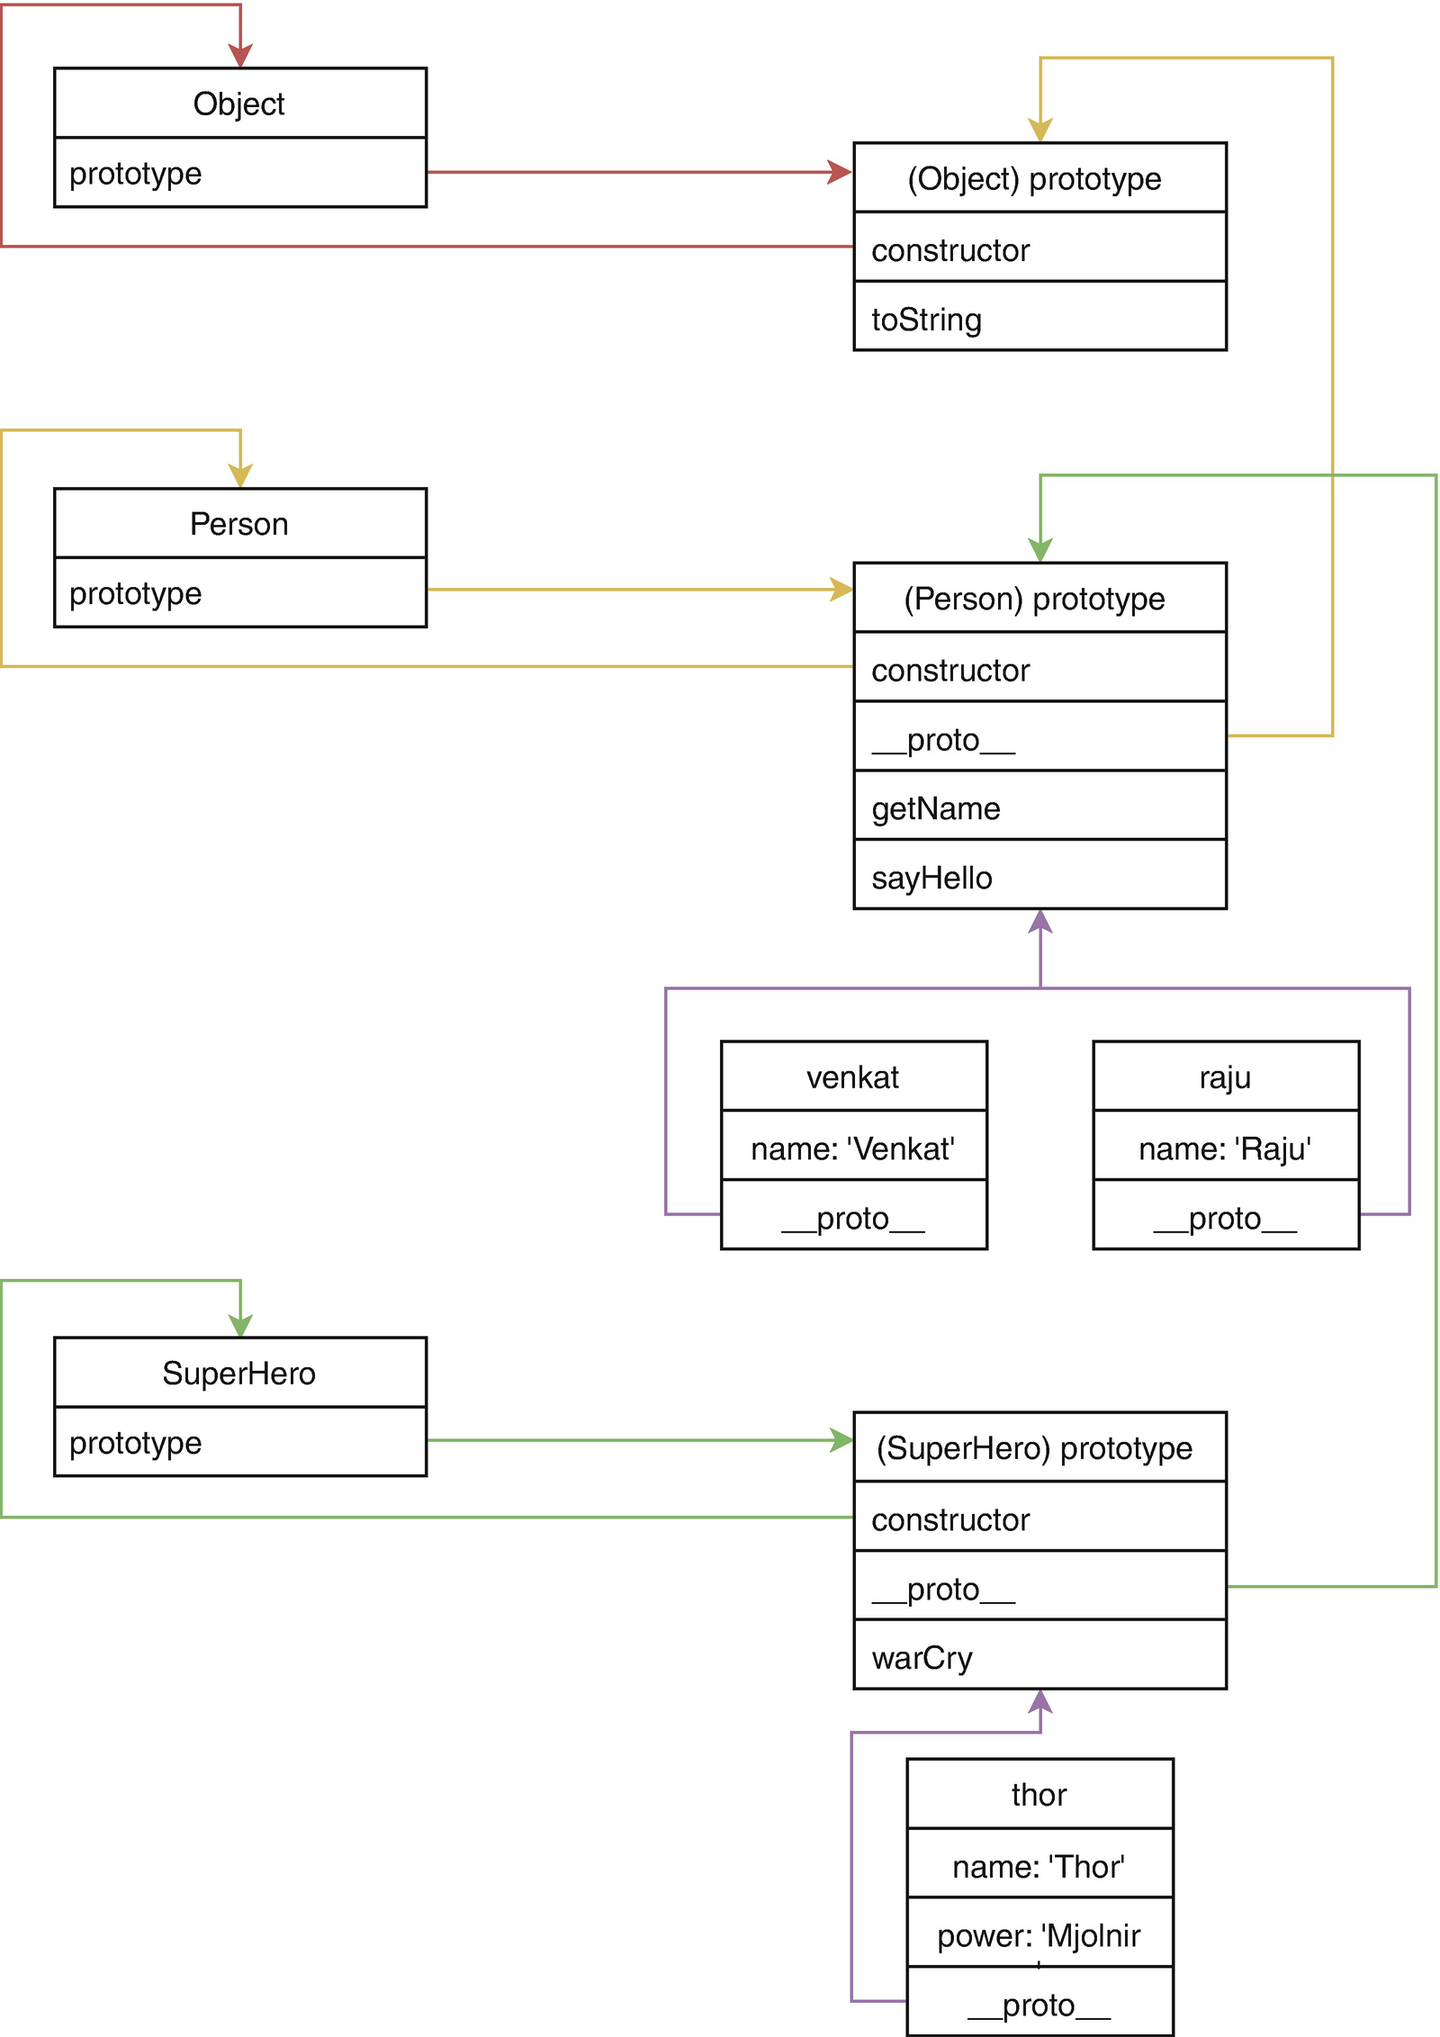 Object
prototype
(Object) prototype
constructor
toString
Person
prototype
(Person) prototype
constructor
__proto__
getName
sayHello
venkat
name: 'Venkat'
__proto__
raju
name: 'Raju'
__proto__
SuperHero
prototype
(SuperHero) prototype
constructor
__proto__
warCry
thor
name: 'Thor'
power: 'Mjolnir
'
__proto__